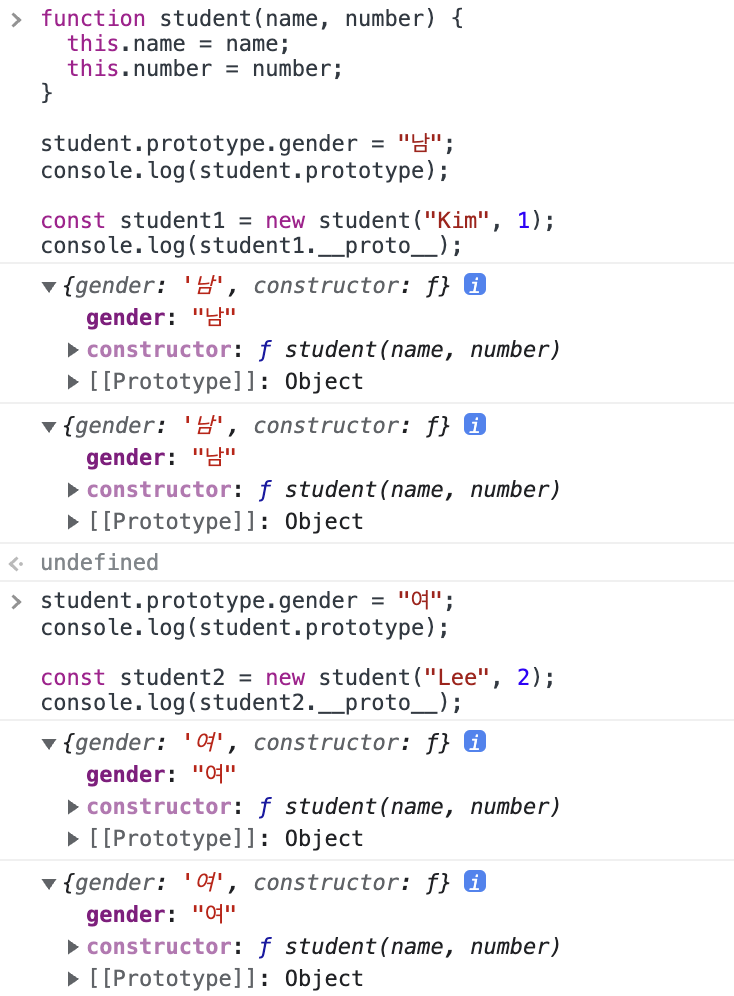 > function student(name, number) {
this.name = name;
this.number = number;
}
student.prototype.gender = "남";
console.log(student.prototype);
const student1 = new student("Kim", 1);
console.log(student1.__proto__);
▼{gender: '남', constructor: ƒ} i
gender: "남"
▶constructor: ƒ student(name, number)
▶[[Prototype]]: Object
▼{gender: '남', constructor: ƒ} i
gender: "남"
▶constructor: ƒ student(name, number)
▶[[Prototype]]: Object
undefined
> student.prototype.gender = "여";
console.log(student.prototype);
const student2 = new student("Lee", 2);
console.log(student2.__proto__);
▼{gender: '여', constructor: ƒ} i
gender: "여"
▶constructor: ƒ student(name, number)
▶[[Prototype]]: Object
▼{gender: '여', constructor: ƒ} i
gender: "여"
▶constructor: ƒ student(name, number)
▶[[Prototype]]: Object